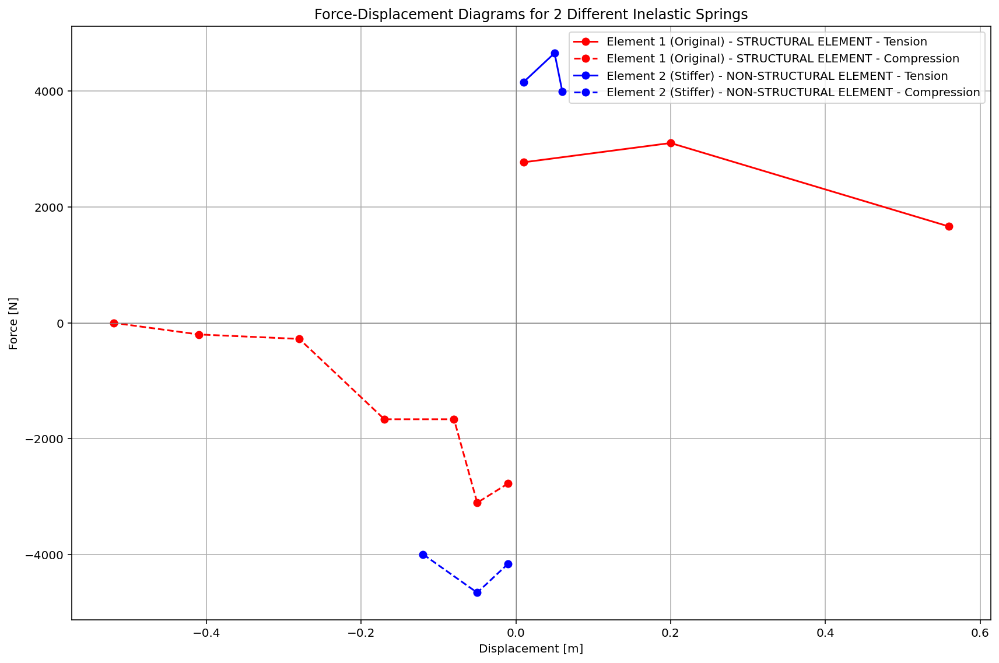 Force-Displacement Diagrams for 2 Different Inelastic Springs
Element 1 (Original) - STRUCTURAL ELEMENT - Tension
Element 1 (Original) - STRUCTURAL ELEMENT - Compression
Element 2 (Stiffer) - NON-STRUCTURAL ELEMENT - Tension
Element 2 (Stiffer) - NON-STRUCTURAL ELEMENT - Compression
Force [N]
4000
2000
0
−2000
−4000
−0.4 −0.2 0.0 0.2 0.4 0.6
Displacement [m]